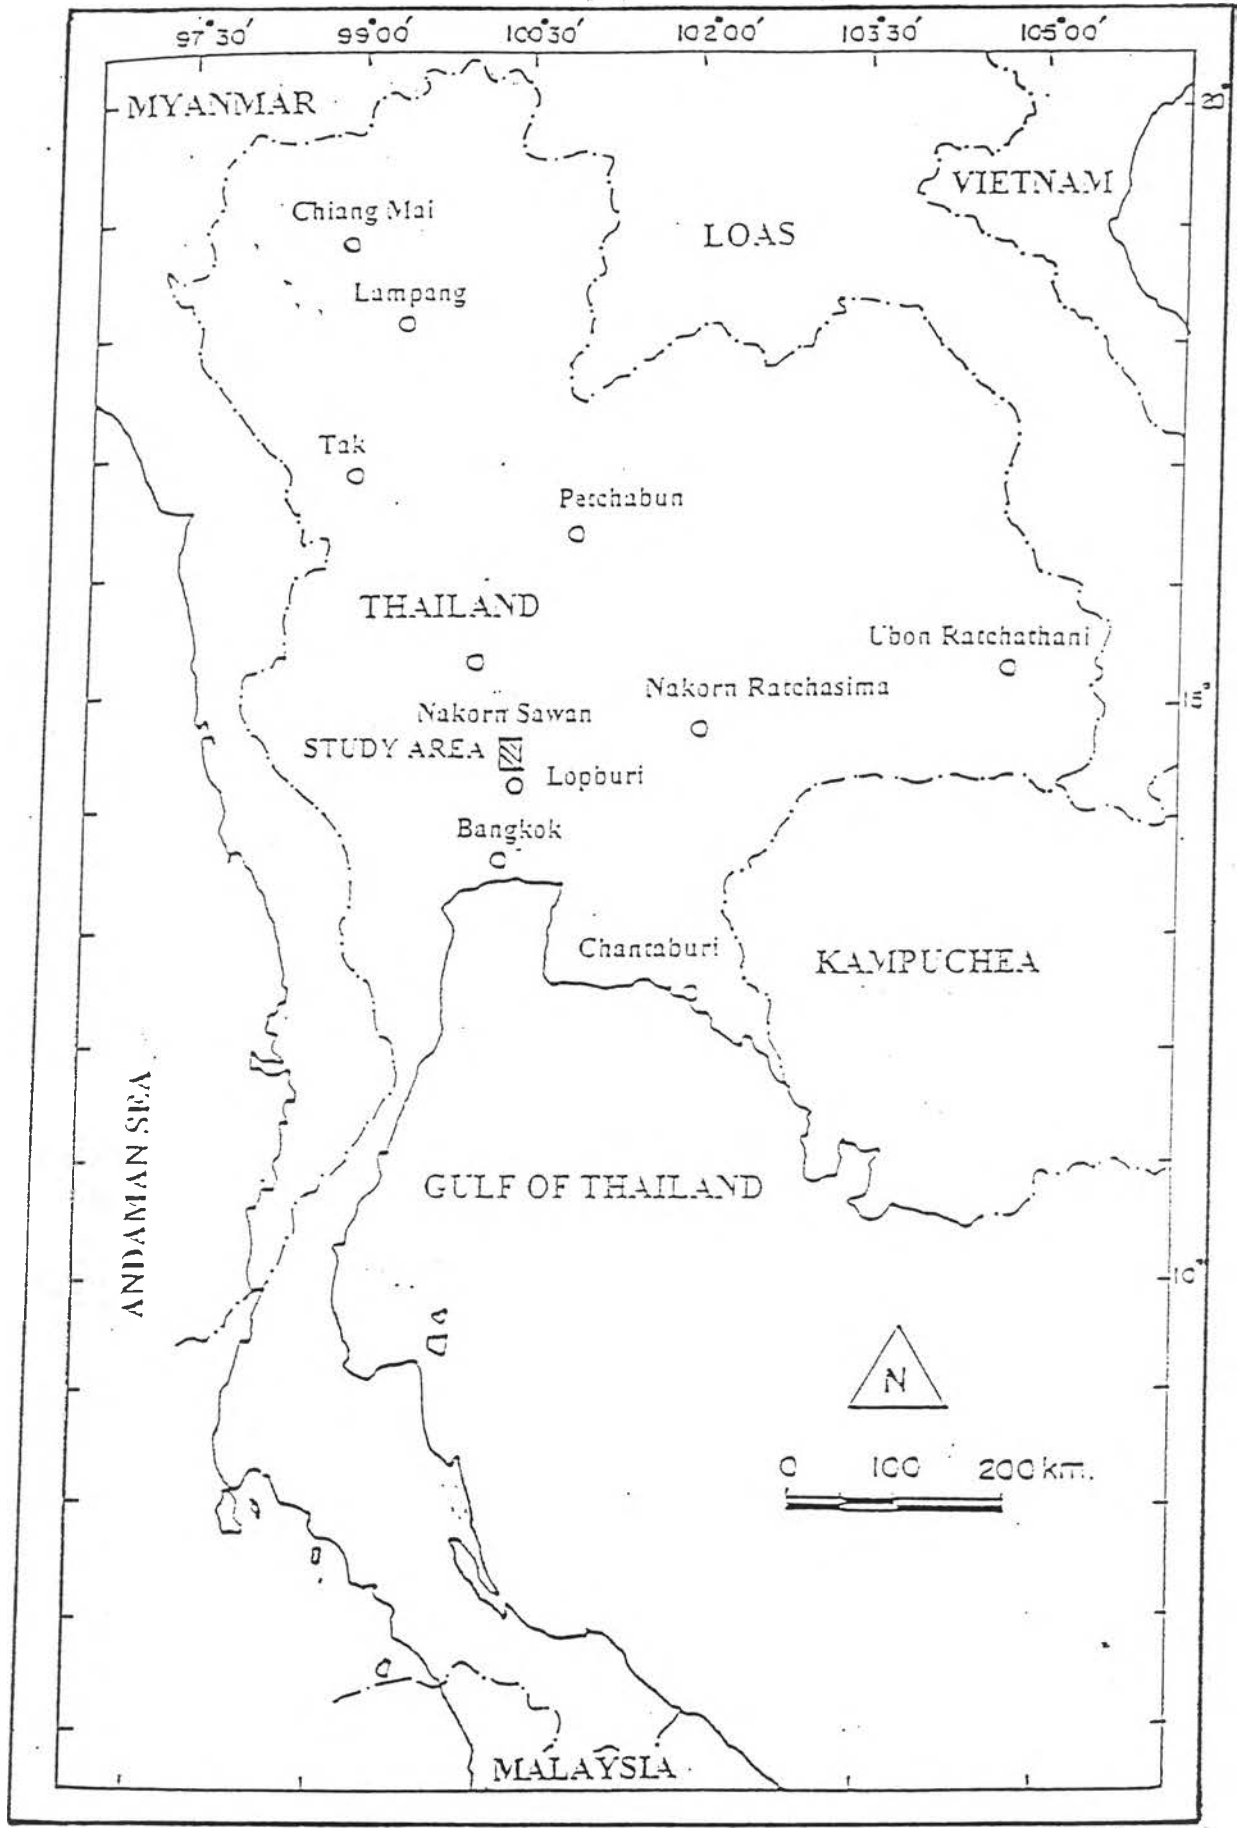 97°30′ 99°00′ 100°30′ 102°00′ 103°30′ 105°00′
20°
MYANMAR
VIETNAM
Chiang Mai
LOAS
Lampang
Tak
Petchabun
THAILAND
Ubon Ratchathani
Nakorn Ratchasima
15°
Nakorn Sawan
STUDY AREA
Lopburi
Bangkok
Chantaburi
KAMPUCHEA
ANDAMAN SEA
GULF OF THAILAND
10°
N
0 100 200 km.
MALAYSIA